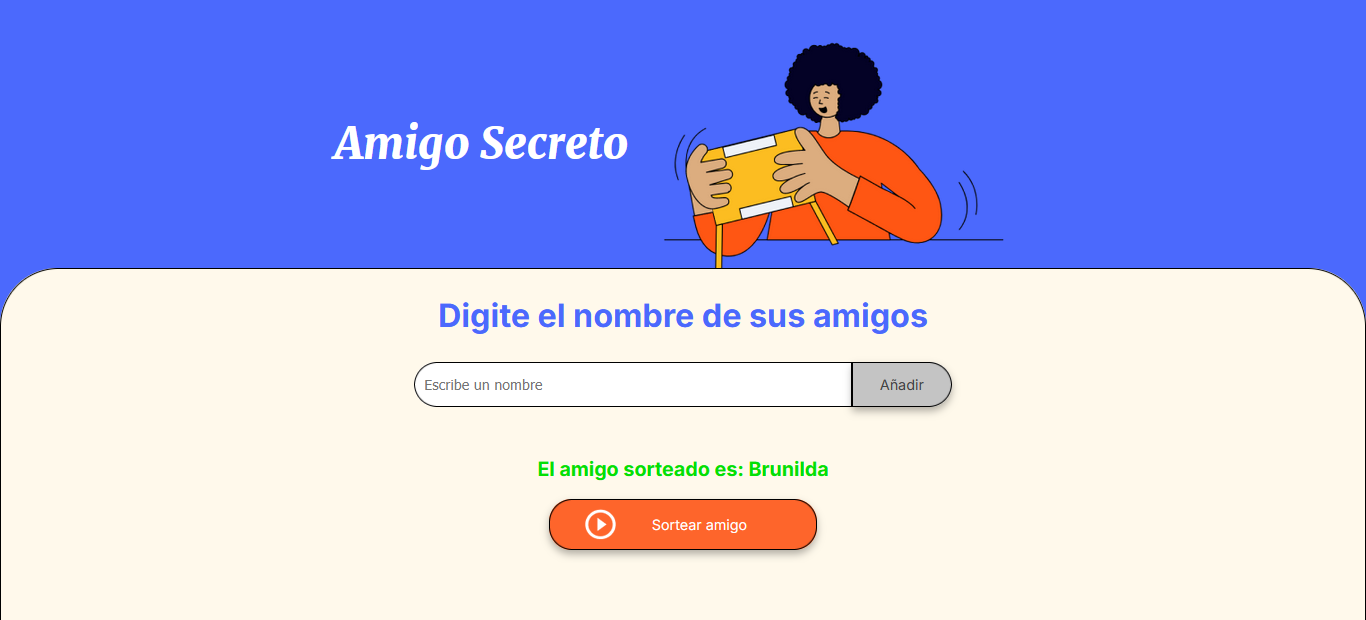 Amigo Secreto
Digite el nombre de sus amigos
Escribe un nombre
Añadir
El amigo sorteado es: Brunilda
Sortear amigo